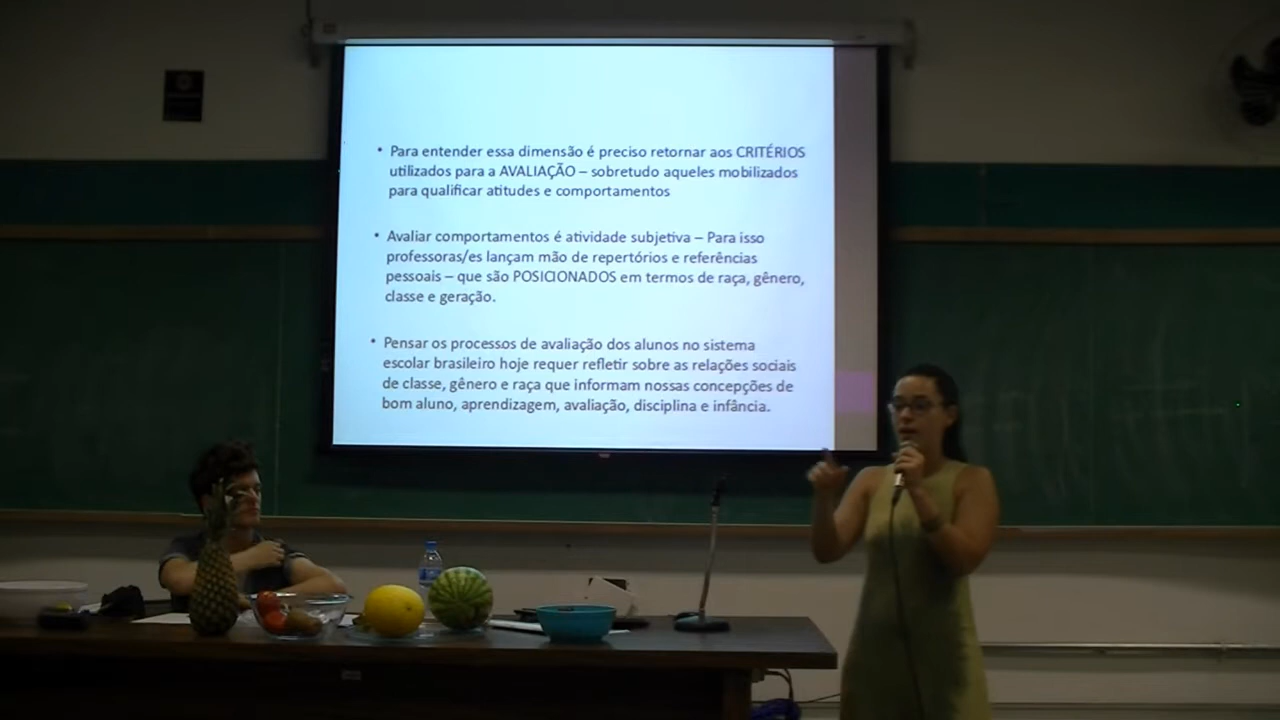 • Para entender essa dimensão é preciso retornar aos CRITÉRIOS
utilizados para a AVALIAÇÃO – sobretudo aqueles mobilizados
para qualificar atitudes e comportamentos
• Avaliar comportamentos é atividade subjetiva – Para isso
professoras/es lançam mão de repertórios e referências
pessoais – que são POSICIONADOS em termos de raça, gênero,
classe e geração.
• Pensar os processos de avaliação dos alunos no sistema
escolar brasileiro hoje requer refletir sobre as relações sociais
de classe, gênero e raça que informam nossas concepções de
bom aluno, aprendizagem, avaliação, disciplina e infância.